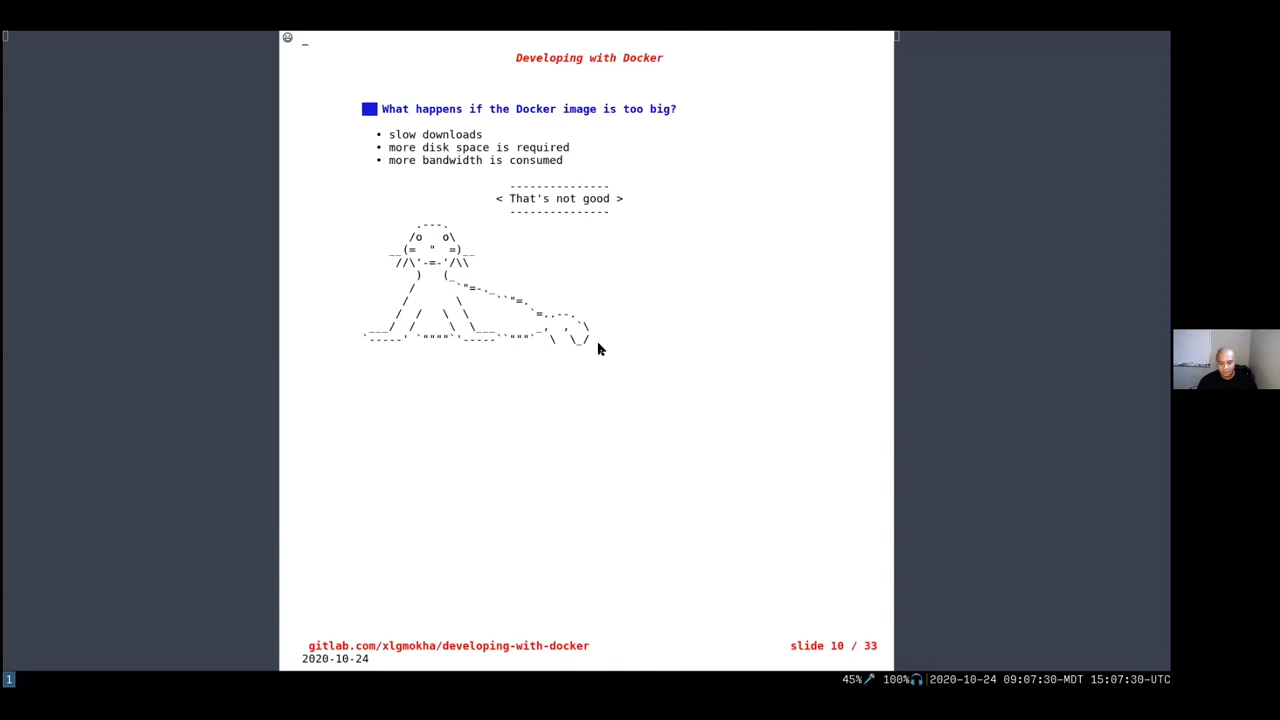 Developing with Docker
What happens if the Docker image is too big?
• slow downloads
• more disk space is required
• more bandwidth is consumed
---------------
< That's not good >
---------------
gitlab.com/xlgmokha/developing-with-docker
slide 10 / 33
2020-10-24
1
45% 100% |2020-10-24 09:07:30-MDT 15:07:30-UTC